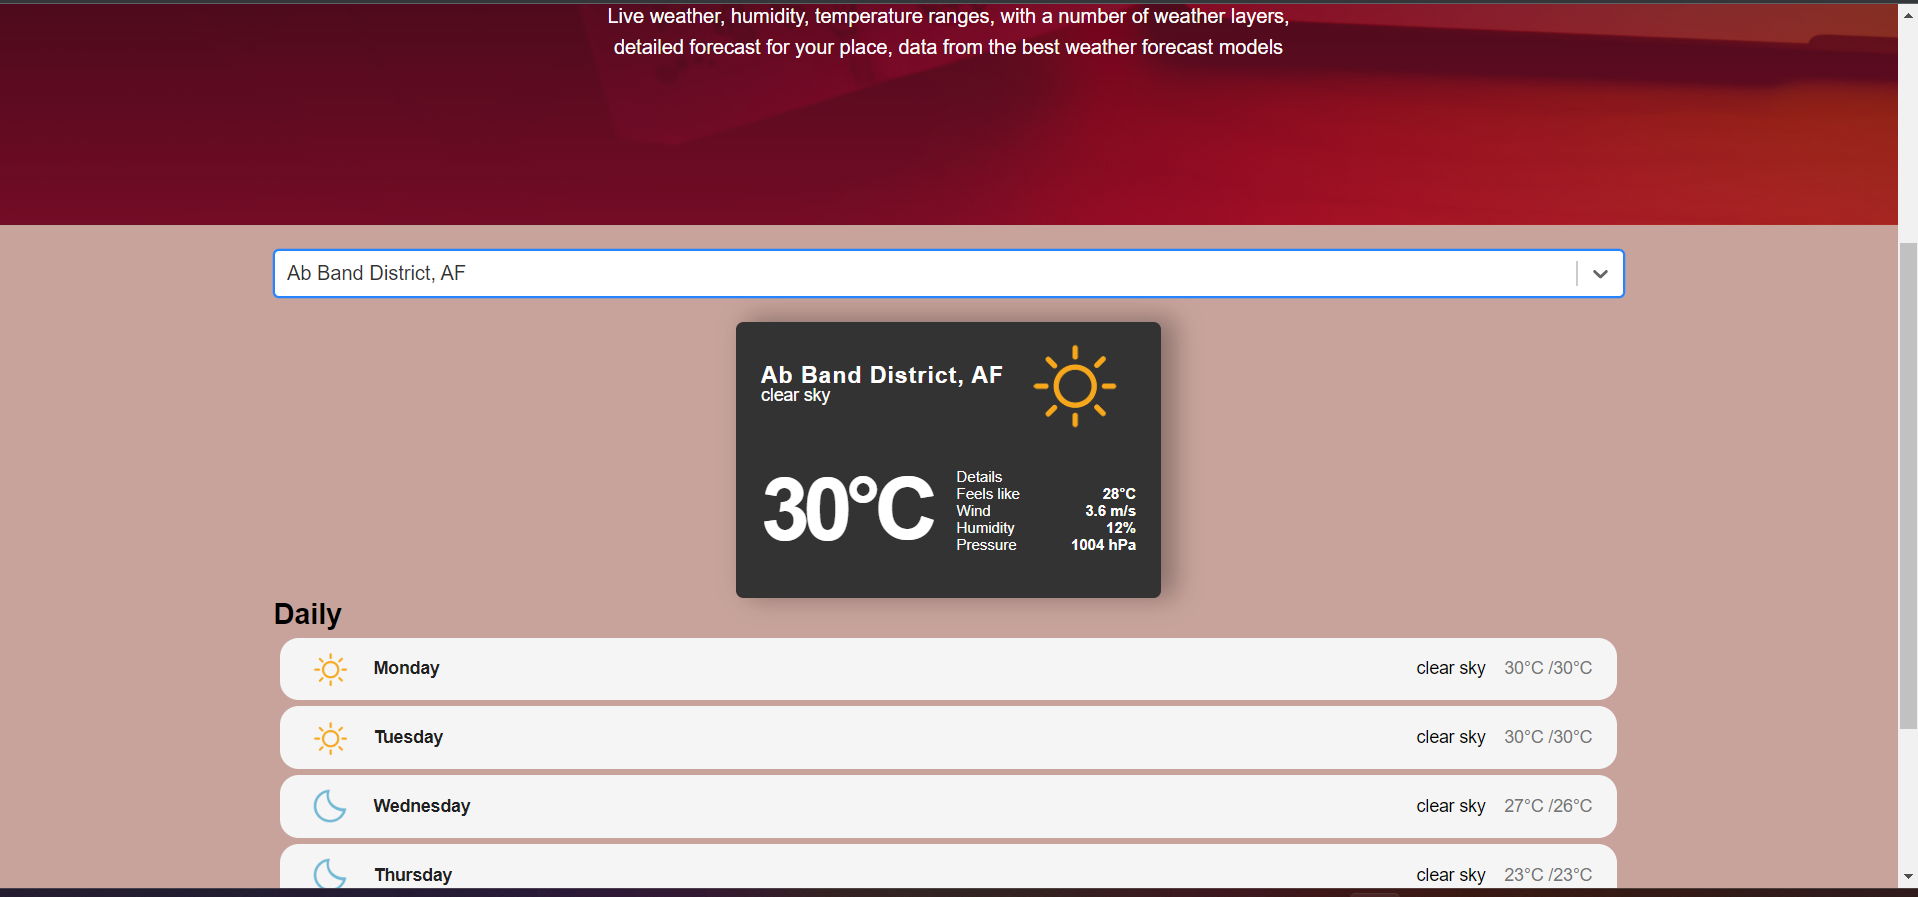 Live weather, humidity, temperature ranges, with a number of weather layers,
detailed forecast for your place, data from the best weather forecast models
Ab Band District, AF
Ab Band District, AF
clear sky
30°C
Details
Feels like 28°C
Wind 3.6 m/s
Humidity 12%
Pressure 1004 hPa
Daily
Monday clear sky 30°C /30°C
Tuesday clear sky 30°C /30°C
Wednesday clear sky 27°C /26°C
Thursday clear sky 23°C /23°C